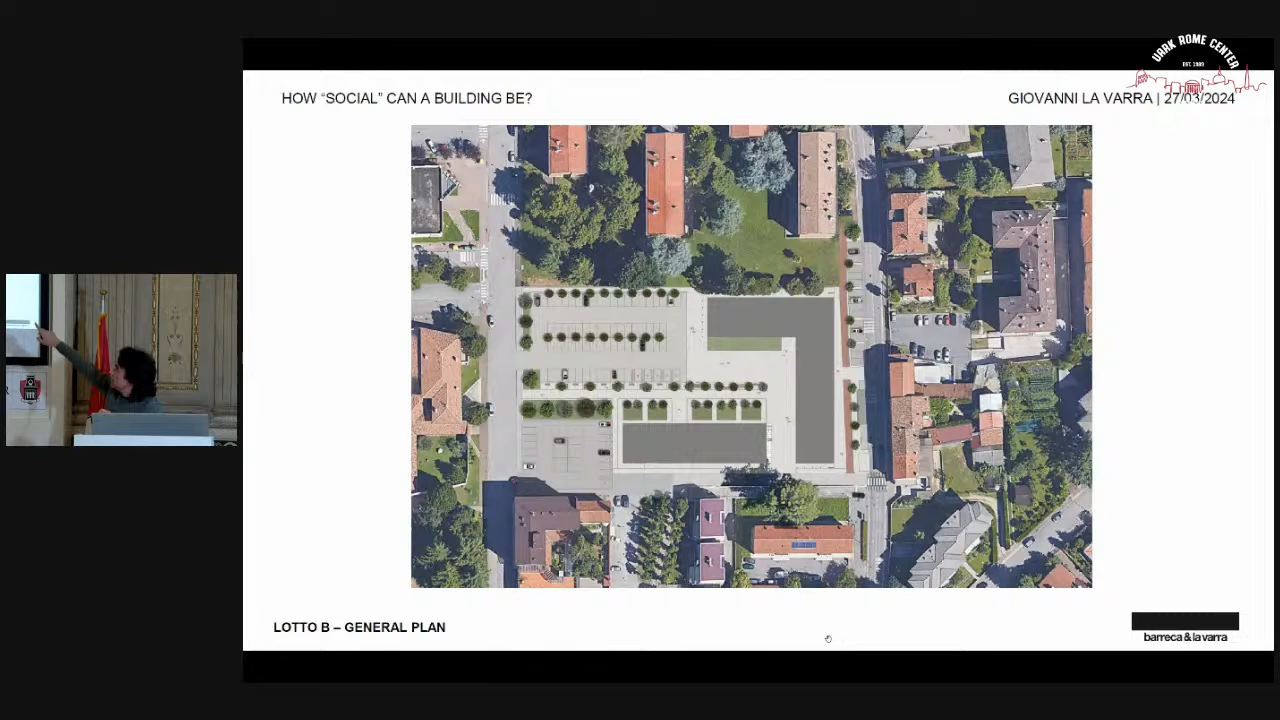 UARK ROME CENTER
EST. 1989
HOW “SOCIAL” CAN A BUILDING BE?
GIOVANNI LA VARRA | 27/03/2024
LOTTO B – GENERAL PLAN
barreca & la varra